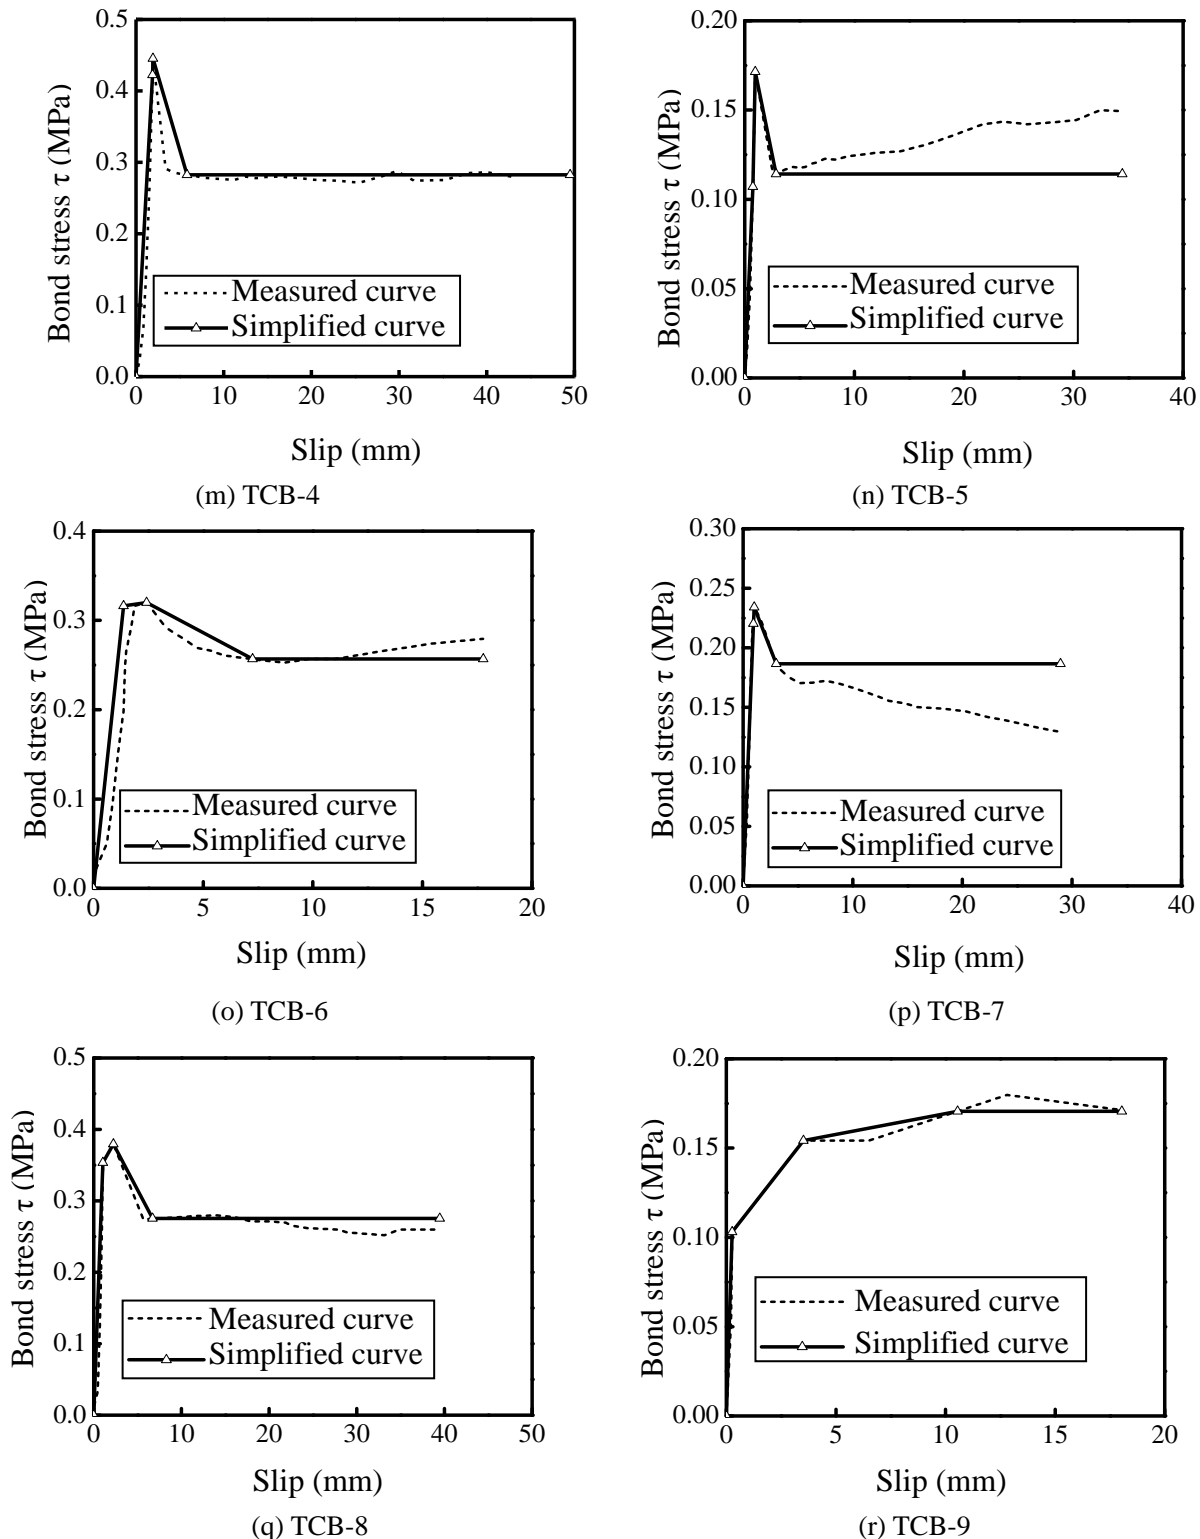 0.5
0.4
0.3
0.2
0.1
0.0
Bond stress τ (MPa)
Measured curve
Simplified curve
0 10 20 30 40 50
Slip (mm)
(m) TCB-4
0.20
0.15
0.10
0.05
0.00
Bond stress τ (MPa)
Measured curve
Simplified curve
0 10 20 30 40
Slip (mm)
(n) TCB-5
0.4
0.3
0.2
0.1
0.0
Bond stress τ (MPa)
Measured curve
Simplified curve
0 5 10 15 20
Slip (mm)
(o) TCB-6
0.30
0.25
0.20
0.15
0.10
0.05
0.00
Bond stress τ (MPa)
Measured curve
Simplified curve
0 10 20 30 40
Slip (mm)
(p) TCB-7
0.5
0.4
0.3
0.2
0.1
0.0
Bond stress τ (MPa)
Measured curve
Simplified curve
0 10 20 30 40 50
Slip (mm)
(q) TCB-8
0.20
0.15
0.10
0.05
0.00
Bond stress τ (MPa)
Measured curve
Simplified curve
0 5 10 15 20
Slip (mm)
(r) TCB-9